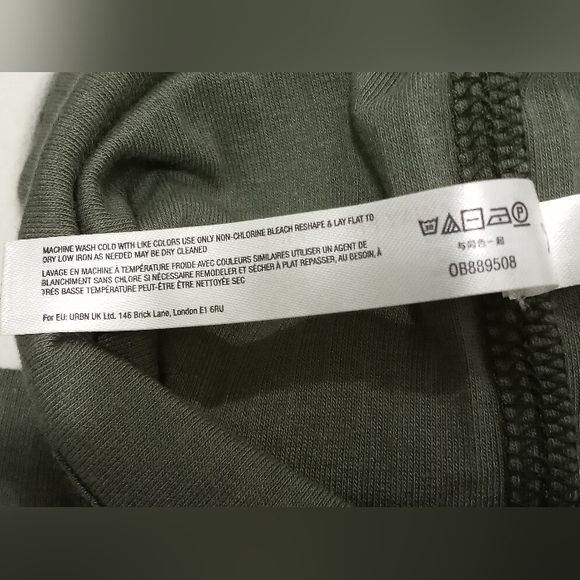 MACHINE WASH COLD WITH LIKE COLORS USE ONLY NON-CHLORINE BLEACH RESHAPE & LAY FLAT TO
DRY LOW IRON AS NEEDED MAY BE DRY CLEANED
LAVAGE EN MACHINE À TEMPÉRATURE FROIDE AVEC COULEURS SIMILAIRES UTILISER UN AGENT DE
BLANCHIMENT SANS CHLORE SI NÉCESSAIRE REMODELER ET SÉCHER À PLAT REPASSER, AU BESOIN, À
TRÈS BASSE TEMPÉRATURE PEUT-ÊTRE ÊTRE NETTOYÉE SEC
For EU: URBN UK Ltd. 146 Brick Lane, London E1 6RU
P
与同色一起
OB889508